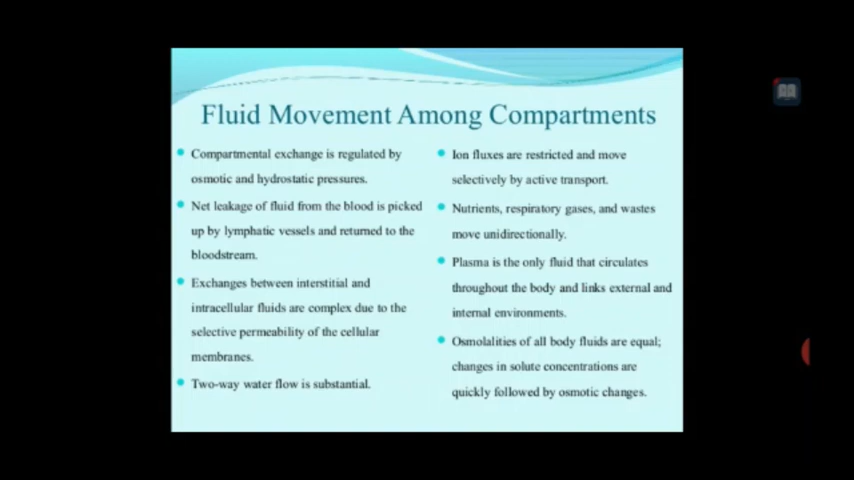 Fluid Movement Among Compartments
Compartmental exchange is regulated by
osmotic and hydrostatic pressures.
Net leakage of fluid from the blood is picked
up by lymphatic vessels and returned to the
bloodstream.
Exchanges between interstitial and
intracellular fluids are complex due to the
selective permeability of the cellular
membranes.
Two-way water flow is substantial.
Ion fluxes are restricted and move
selectively by active transport.
Nutrients, respiratory gases, and wastes
move unidirectionally.
Plasma is the only fluid that circulates
throughout the body and links external and
internal environments.
Osmolalities of all body fluids are equal;
changes in solute concentrations are
quickly followed by osmotic changes.